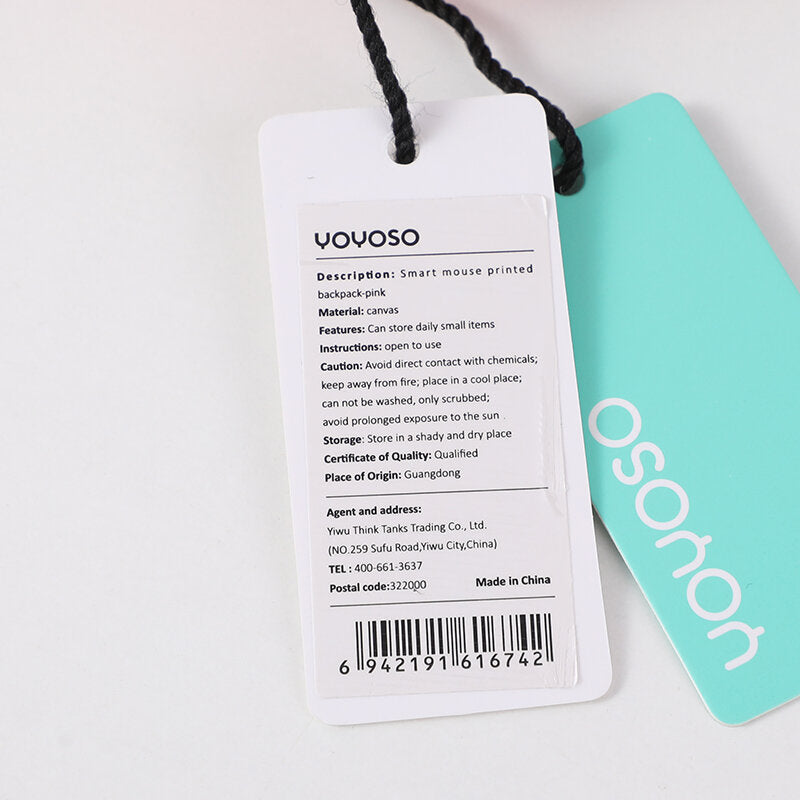 YOYOSO
Description: Smart mouse printed
backpack-pink
Material: canvas
Features: Can store daily small items
Instructions: open to use
Caution: Avoid direct contact with chemicals;
keep away from fire; place in a cool place;
can not be washed, only scrubbed;
avoid prolonged exposure to the sun .
Storage: Store in a shady and dry place
Certificate of Quality: Qualified
Place of Origin: Guangdong
Agent and address:
Yiwu Think Tanks Trading Co., Ltd.
(NO.259 Sufu Road,Yiwu City,China)
TEL : 400-661-3637
Postal code:322000 Made in China
6 942191 616742
YOYOSO